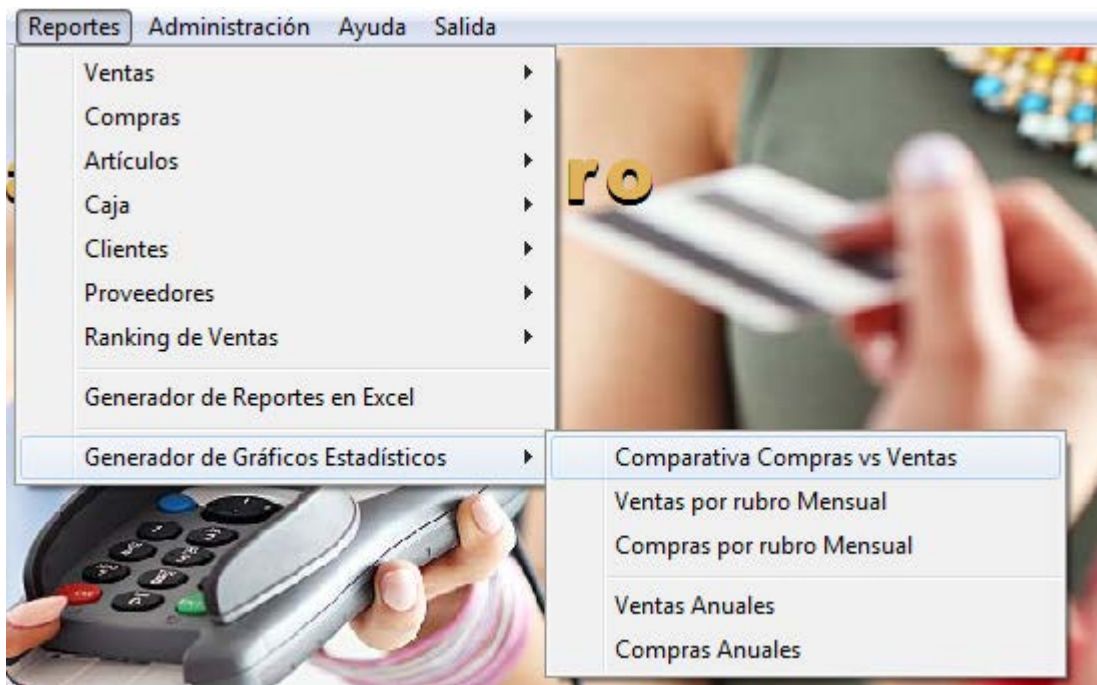 Reportes Administración Ayuda Salida
Ventas
Compras
Artículos
ro
Caja
Clientes
Proveedores
Ranking de Ventas
Generador de Reportes en Excel
Generador de Gráficos Estadísticos
Comparativa Compras vs Ventas
Ventas por rubro Mensual
Compras por rubro Mensual
Ventas Anuales
Compras Anuales